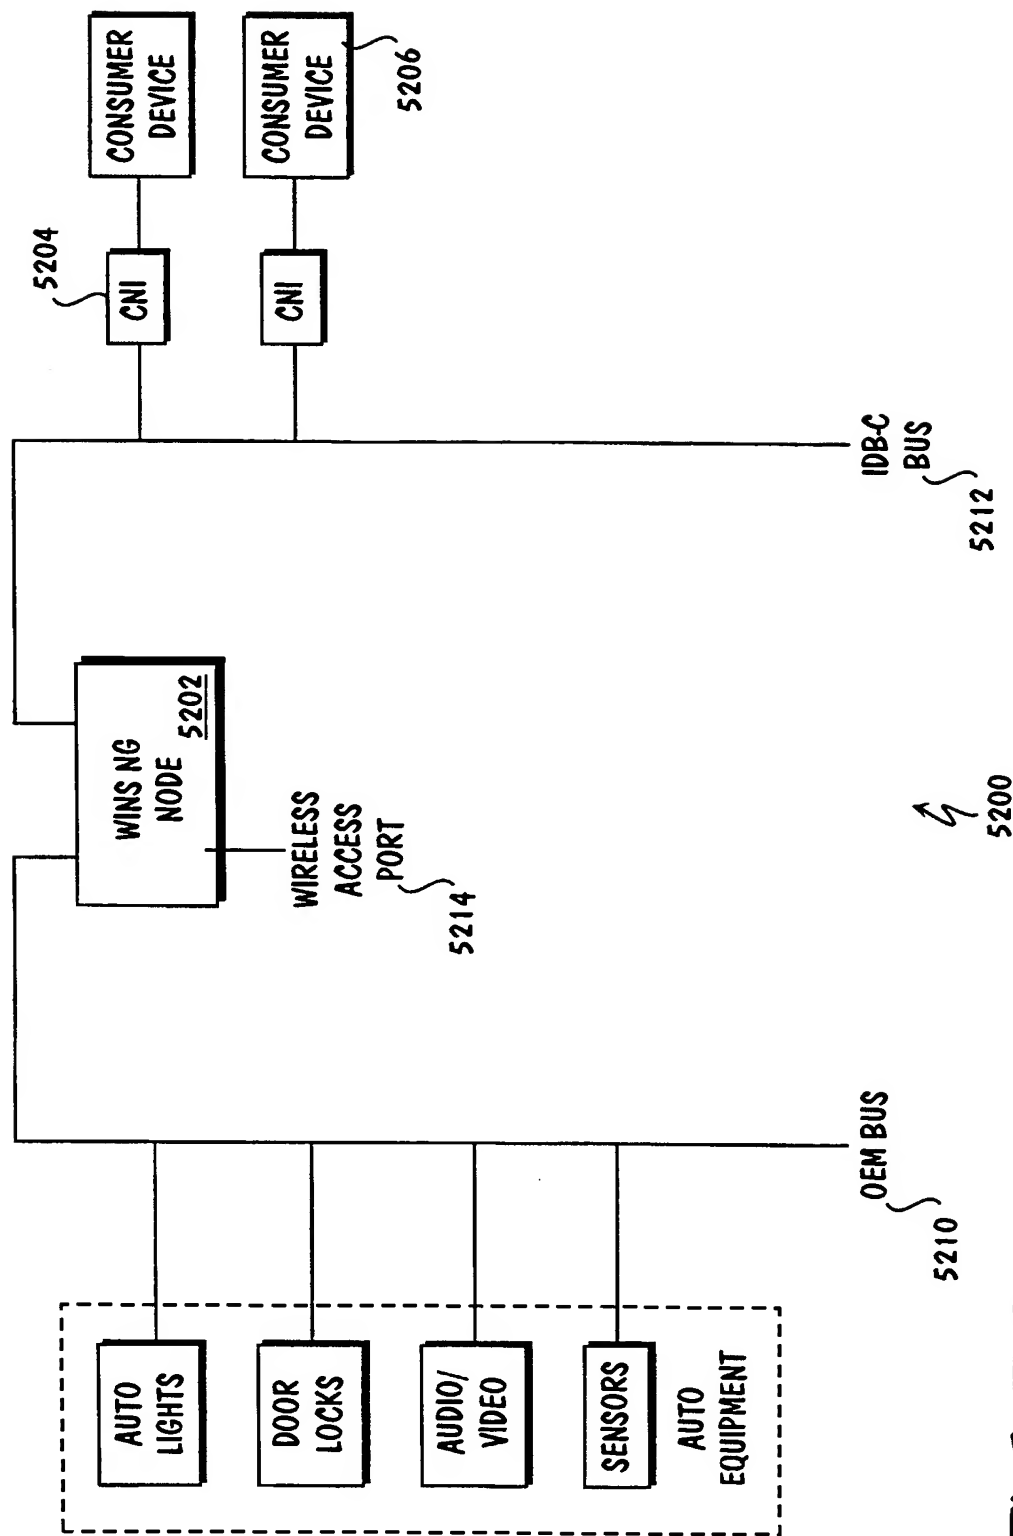 AUTO
LIGHTS
DOOR
LOCKS
AUDIO/
VIDEO
SENSORS
AUTO
EQUIPMENT
OEM BUS
5210
WINS NG
NODE
5202
WIRELESS
ACCESS
PORT
5214
5200
5204
CNI
CONSUMER
DEVICE
CNI
CONSUMER
DEVICE
5206
IDB-C
BUS
5212